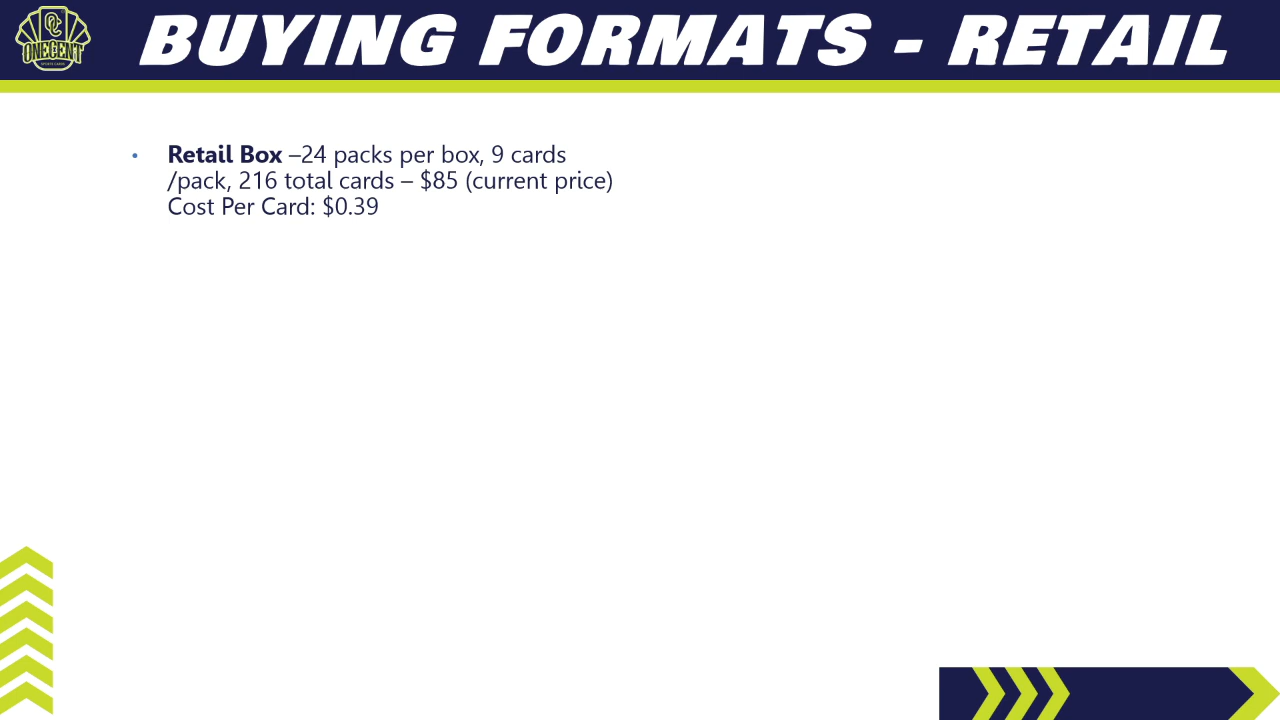 OC
ONECENT
SPORTS CARDS
BUYING FORMATS - RETAIL
• Retail Box –24 packs per box, 9 cards
/pack, 216 total cards – $85 (current price)
Cost Per Card: $0.39